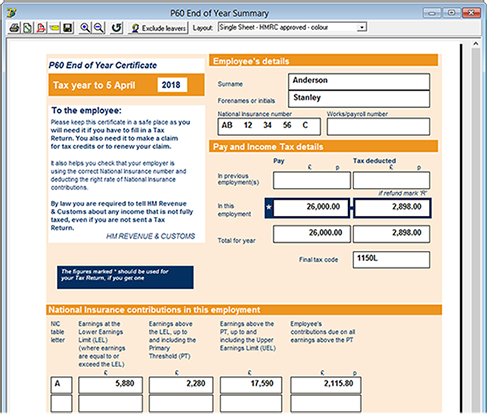 P60 End of Year Summary
Exclude leavers Layout: Single Sheet - HMRC approved - colour
P60 End of Year Certificate
Tax year to 5 April 2018
To the employee:
Please keep this certificate in a safe place as you
will need it if you have to fill in a Tax
Return. You also need it to make a claim
for tax credits or to renew your claim.
It also helps you check that your employer is
using the correct National Insurance number and
deducting the right rate of National Insurance
contributions.
By law you are required to tell HM Revenue
& Customs about any income that is not fully
taxed, even if you are not sent a Tax
Return.
HM REVENUE & CUSTOMS
The figures marked * should be used for
your Tax Return, if you get one
Employee's details
Surname Anderson
Forenames or initials Stanley
National Insurance number Works/payroll number
AB 12 34 56 C
Pay and Income Tax details
Pay Tax deducted
£ p £ p
In previous
employment(s)
if refund mark 'R'
In this
employment * 26,000.00 2,898.00
Total for year 26,000.00 2,898.00
Final tax code 1150L
National Insurance contributions in this employment
NIC
table
letter
Earnings at the
Lower Earnings
Limit (LEL)
(where earnings
are equal to or
exceed the LEL)
Earnings above
the LEL, up to
and including the
Primary
Threshold (PT)
Earnings above the
PT, up to and
including the Upper
Earnings Limit (UEL)
Employee's
contributions due on all
earnings above the PT
£ £ £ £ p
A 5,880 2,280 17,590 2,115.80